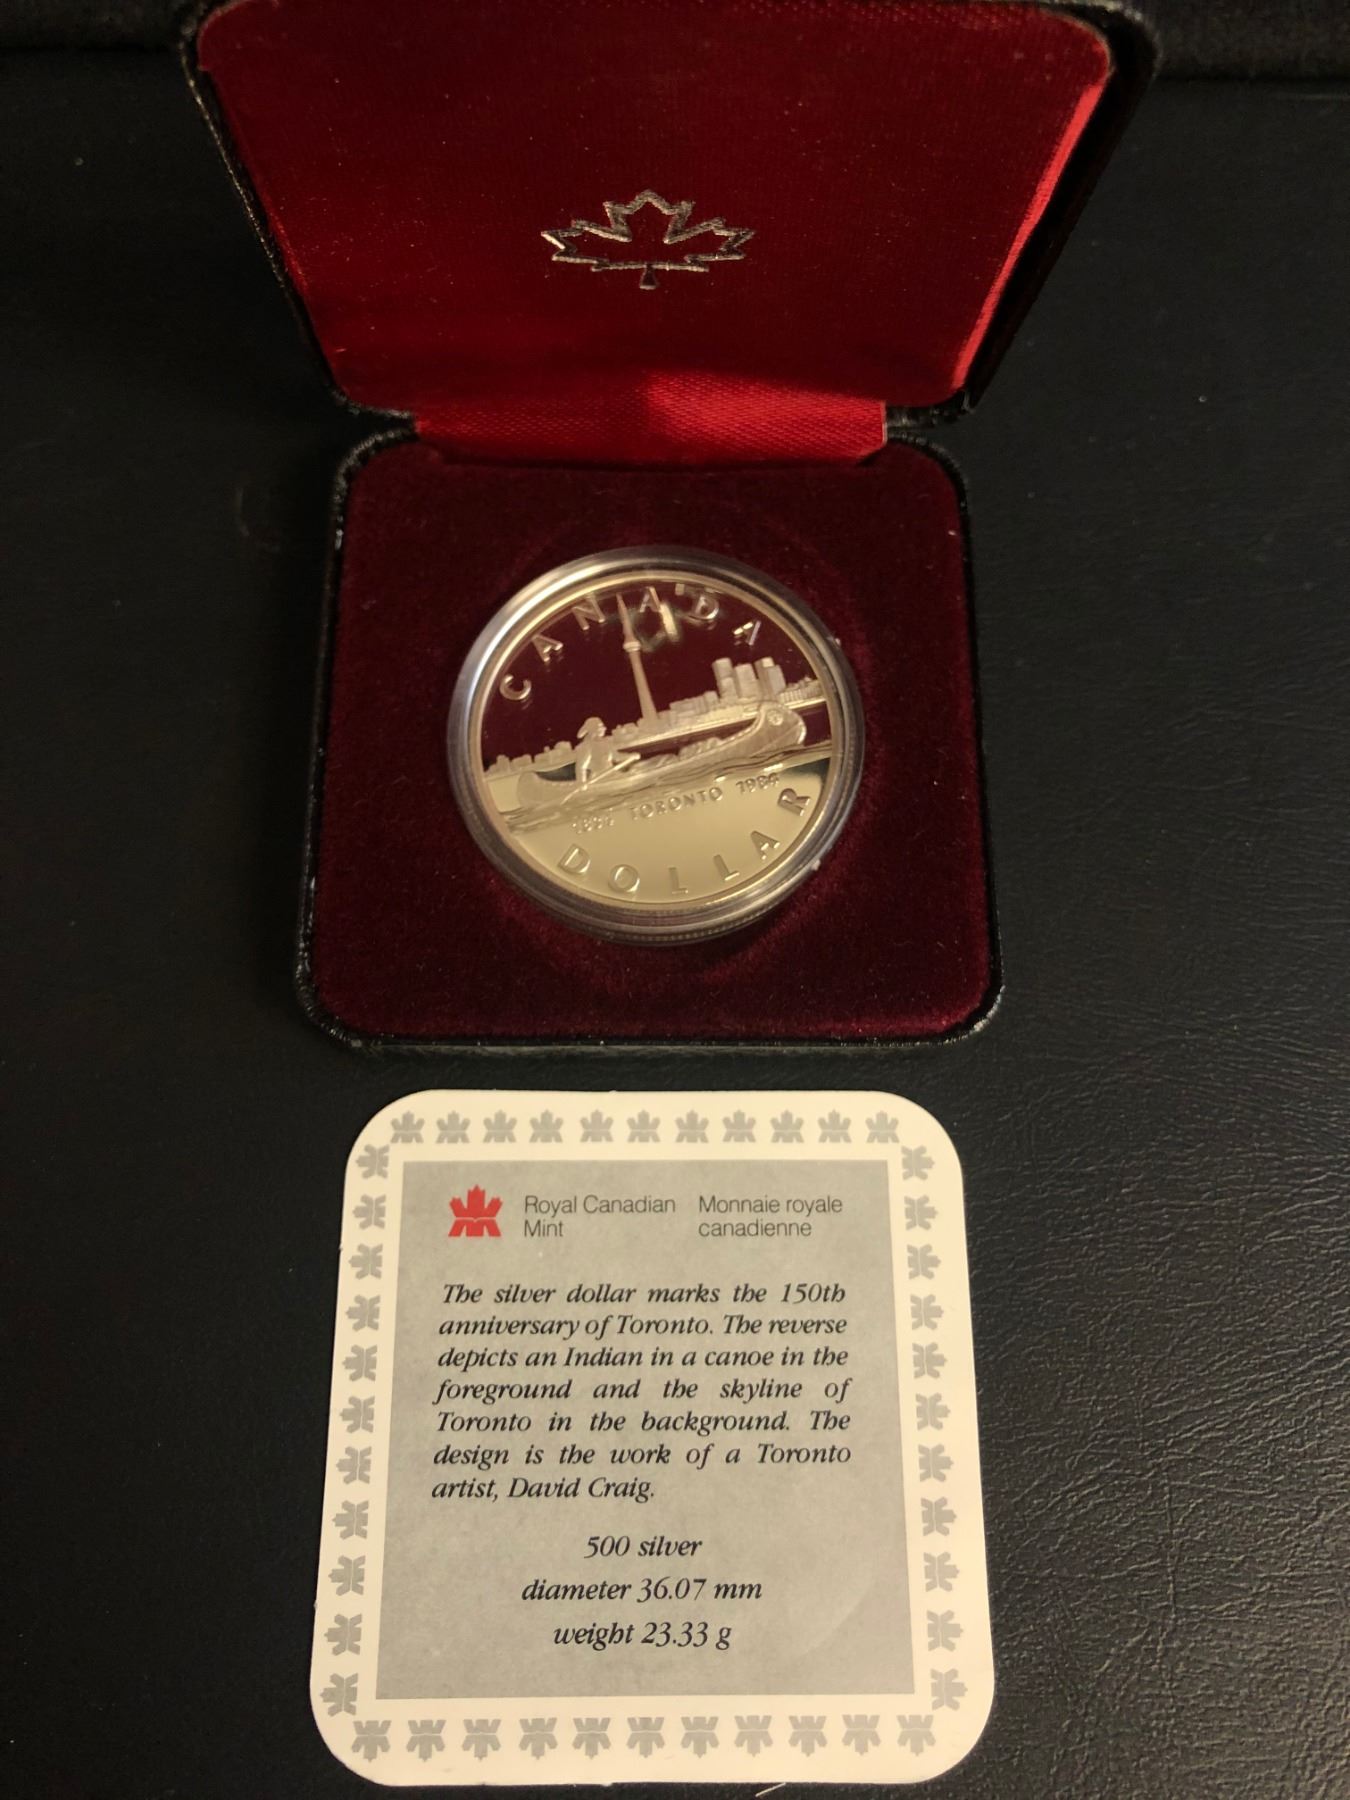 CANADA
1834 TORONTO 1984
DOLLAR
Royal Canadian Mint
Monnaie royale canadienne
The silver dollar marks the 150th
anniversary of Toronto. The reverse
depicts an Indian in a canoe in the
foreground and the skyline of
Toronto in the background. The
design is the work of a Toronto
artist, David Craig.
500 silver
diameter 36.07 mm
weight 23.33 g